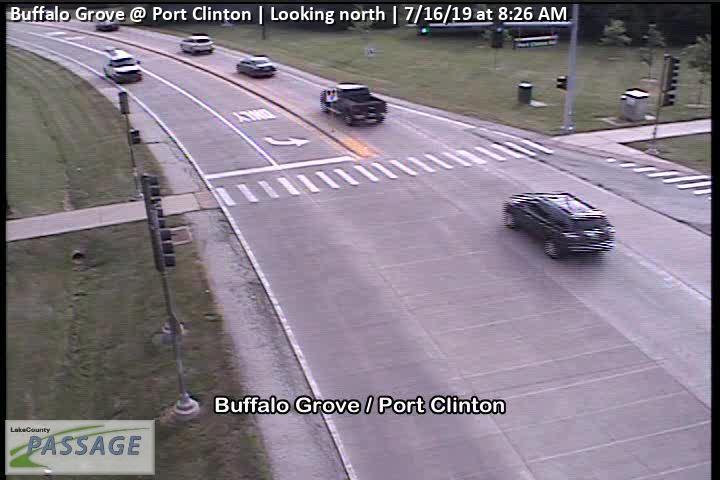 Buffalo Grove @ Port Clinton | Looking north | 7/16/19 at 8:26 AM
ONLY
Buffalo Grove / Port Clinton
LakeCounty
PASSAGE